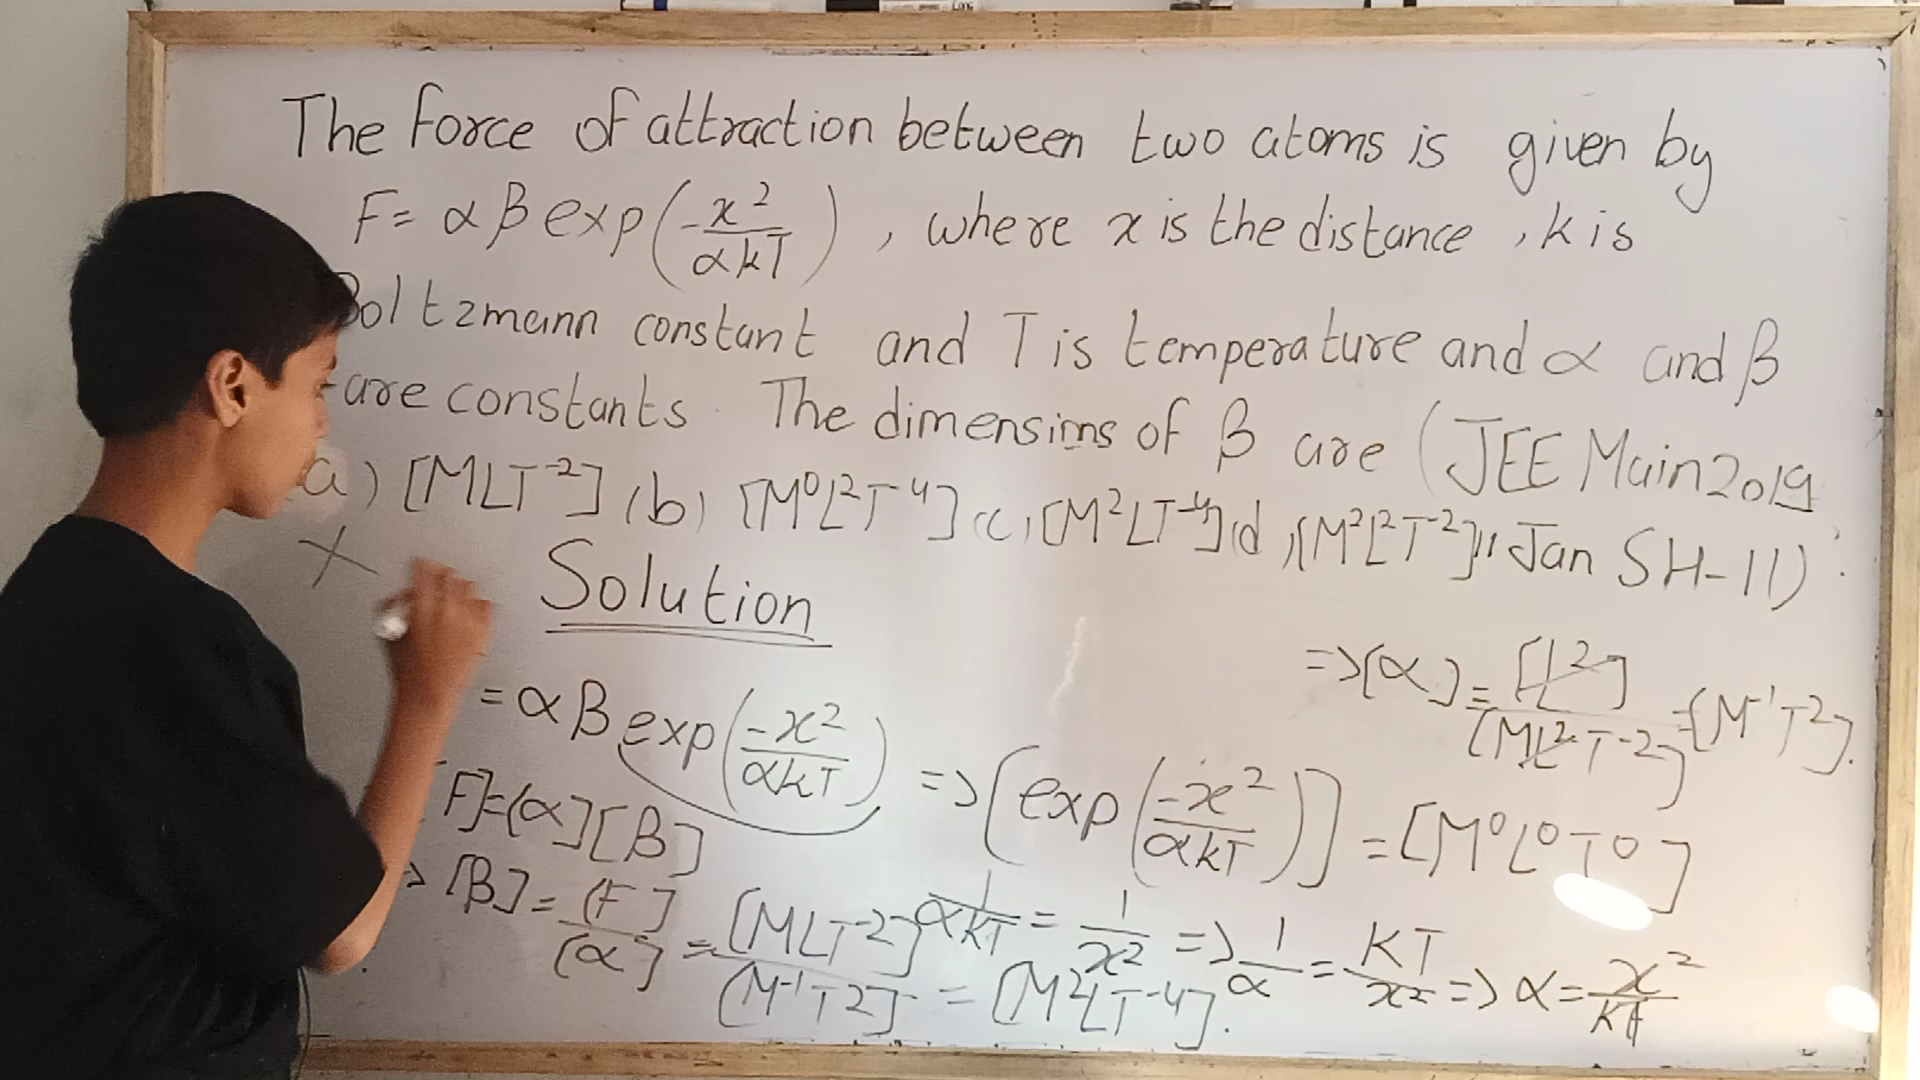 The Force of attraction between two atoms is given by
F= αβ exp(-x²/αkT), where x is the distance, k is
Boltzmann constant and T is temperature and α and β
are constants. The dimensions of β are (JEE Main 2019
a) [MLT⁻²] (b) [M⁰L²T⁻⁴] (c) [M²LT⁻⁴] (d) [M²L²T⁻²] 11 Jan SH-II)
Solution
=> [α] = [L²]/[ML²T⁻²] = [M⁻¹T²].
= αβ exp(-x²/αkT) => [exp(-x²/αkT)] = [M⁰L⁰T⁰]
[F]=[α][β]
=> [β] = [F]/[α] = [MLT⁻²]/[M⁻¹T²] = [M²LT⁻⁴].
1/αkT = 1/x² => 1/α = KT/x² => α = x²/kT